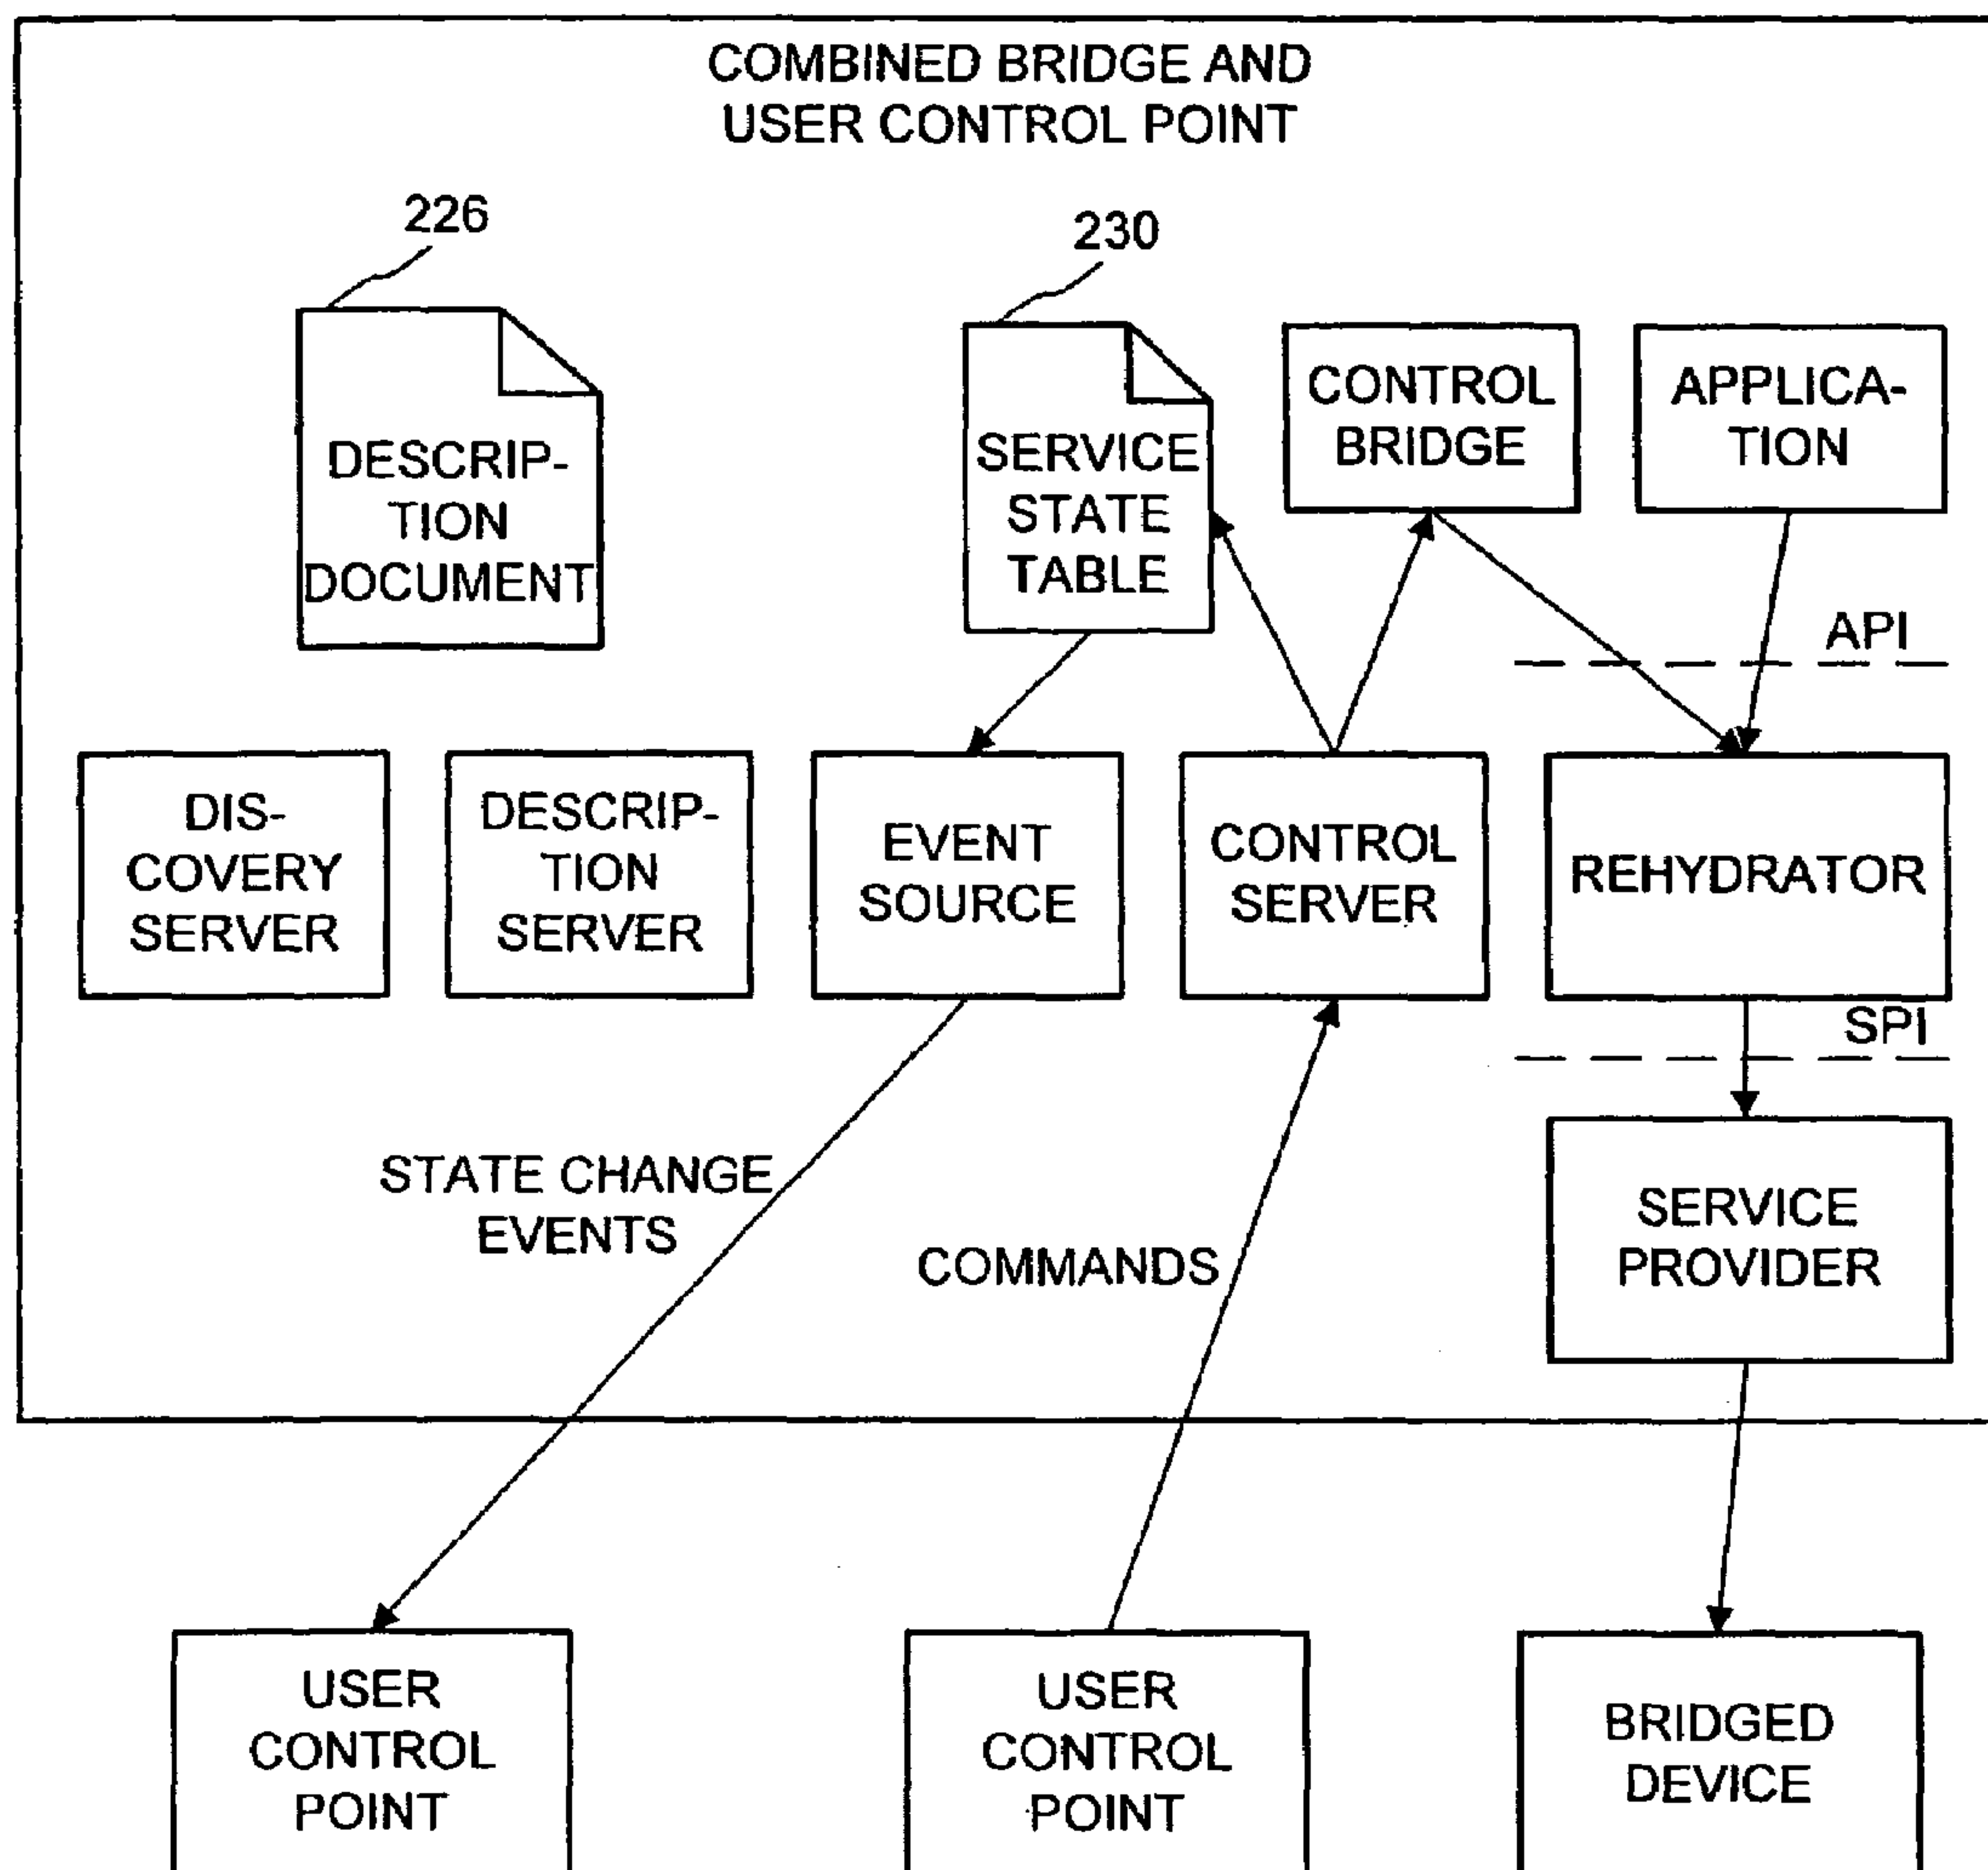 COMBINED BRIDGE AND
USER CONTROL POINT
226
230
DESCRIP-
TION
DOCUMENT
SERVICE
STATE
TABLE
CONTROL
BRIDGE
APPLICA-
TION
API
DIS-
COVERY
SERVER
DESCRIP-
TION
SERVER
EVENT
SOURCE
CONTROL
SERVER
REHYDRATOR
SPI
STATE CHANGE
EVENTS
COMMANDS
SERVICE
PROVIDER
USER
CONTROL
POINT
USER
CONTROL
POINT
BRIDGED
DEVICE